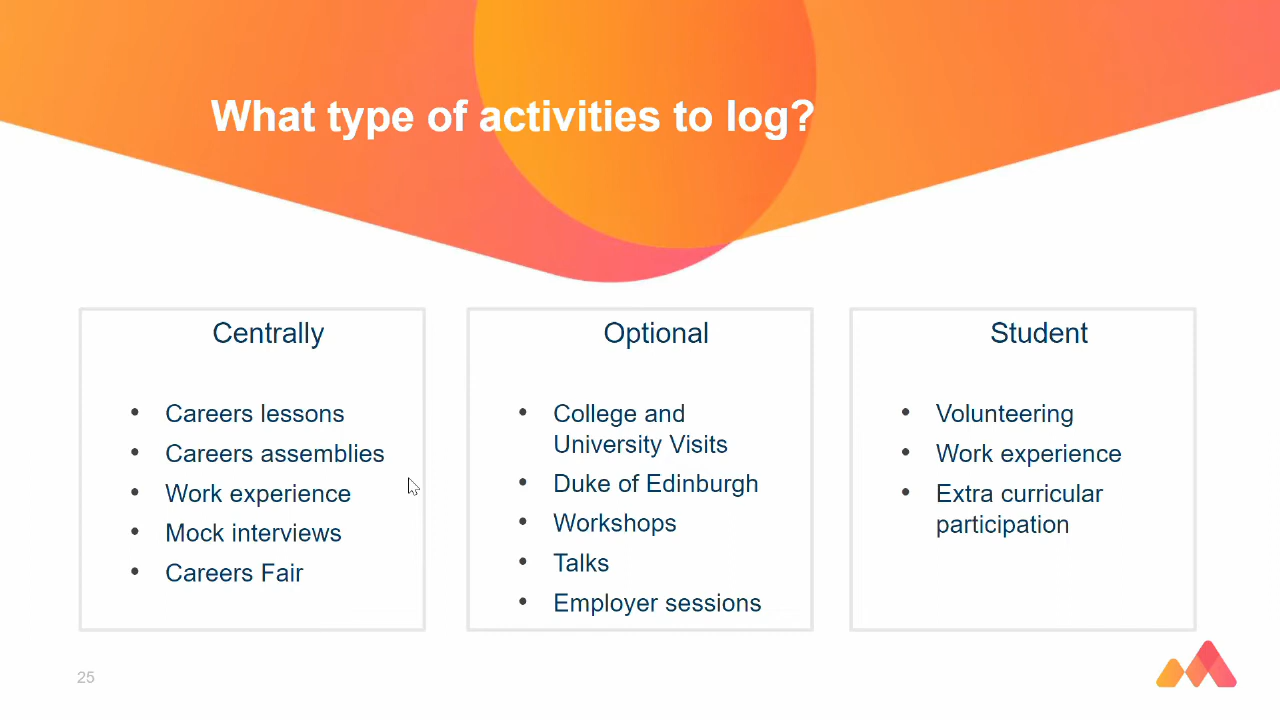 What type of activities to log?
Centrally
• Careers lessons
• Careers assemblies
• Work experience
• Mock interviews
• Careers Fair
Optional
• College and
University Visits
• Duke of Edinburgh
• Workshops
• Talks
• Employer sessions
Student
• Volunteering
• Work experience
• Extra curricular
participation
25